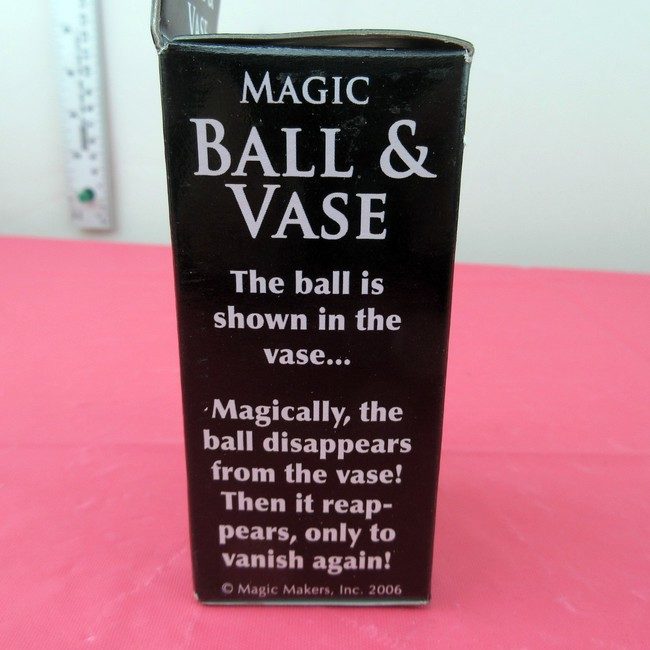 VASE
MAGIC
BALL &
VASE
The ball is
shown in the
vase...
Magically, the
ball disappears
from the vase!
Then it reap-
pears, only to
vanish again!
© Magic Makers, Inc. 2006